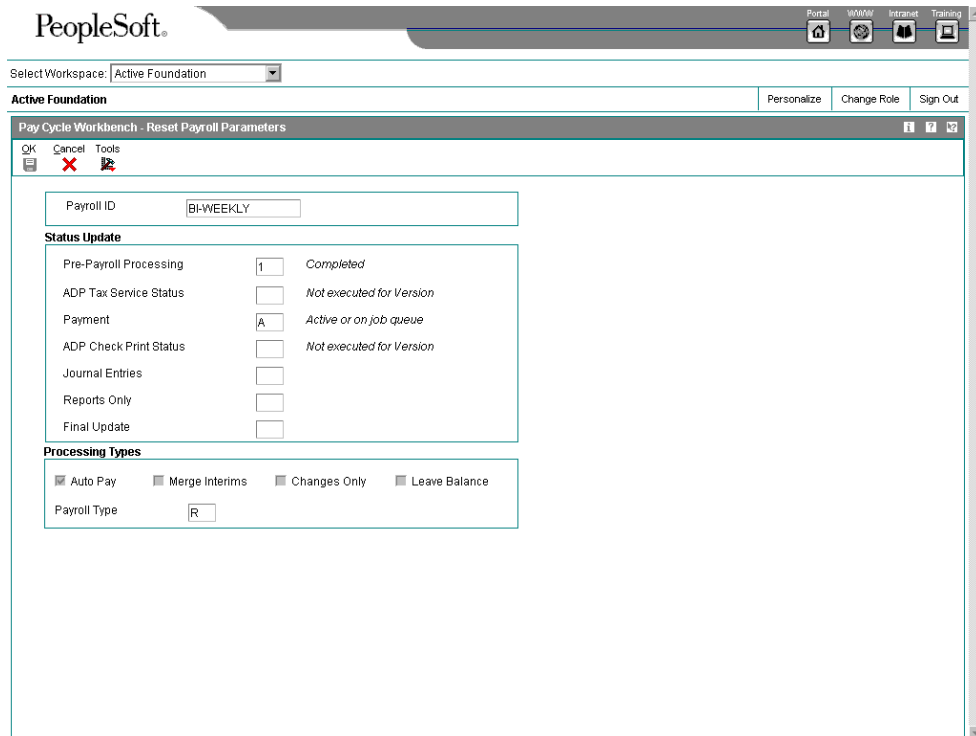 PeopleSoft.
Portal WWW Intranet Training
Select Workspace: Active Foundation
Active Foundation Personalize Change Role Sign Out
Pay Cycle Workbench - Reset Payroll Parameters
OK Cancel Tools
Payroll ID BI-WEEKLY
Status Update
Pre-Payroll Processing 1 Completed
ADP Tax Service Status Not executed for Version
Payment A Active or on job queue
ADP Check Print Status Not executed for Version
Journal Entries
Reports Only
Final Update
Processing Types
Auto Pay Merge Interims Changes Only Leave Balance
Payroll Type R